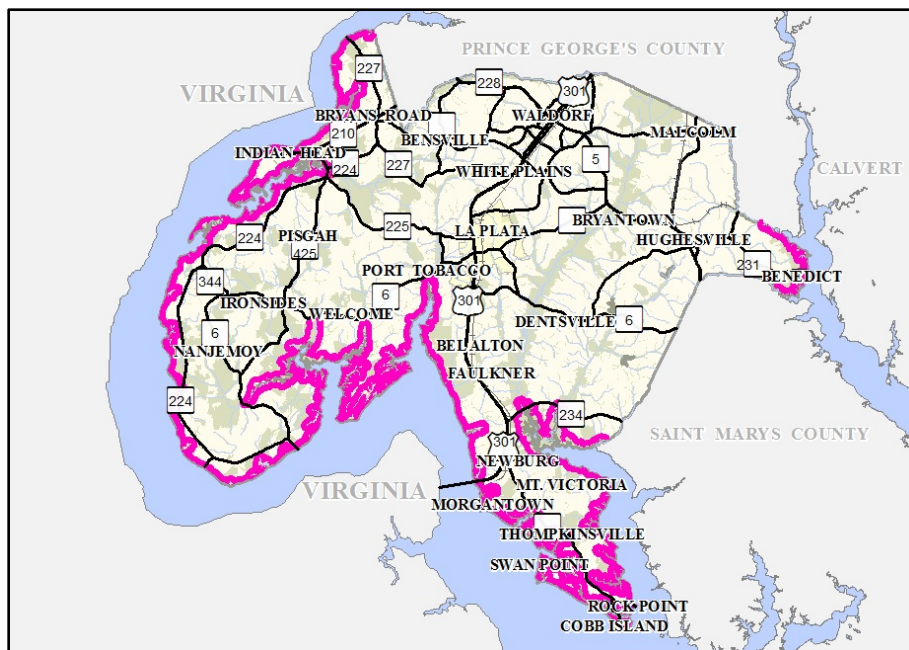 PRINCE GEORGE'S COUNTY
227
228
301
VIRGINIA
BRYANS ROAD
WALDORF
210
BENSVILLE
MALCOLM
INDIAN HEAD
224
227
WHITE PLAINS
5
CALVERT
225
LA PLATA
BRYANTOWN
224
PISGAH
HUGHESVILLE
425
231
BENEDICT
344
PORT TOBACCO
6
301
IRONSIDES
WELCOME
DENTSVILLE
6
6
NANJEMOY
BEL ALTON
FAULKNER
224
234
SAINT MARYS COUNTY
301
NEWBURG
VIRGINIA
MT. VICTORIA
MORGANTOWN
THOMPKINSVILLE
SWAN POINT
ROCK POINT
COBB ISLAND